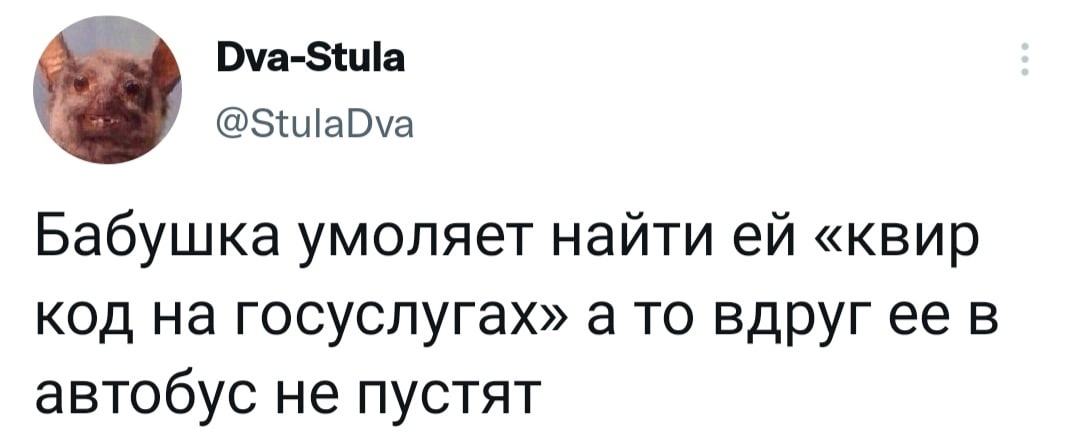 Dva-Stula
@StulaDva
Бабушка умоляет найти ей «квир
код на госуслугах» а то вдруг ее в
автобус не пустят